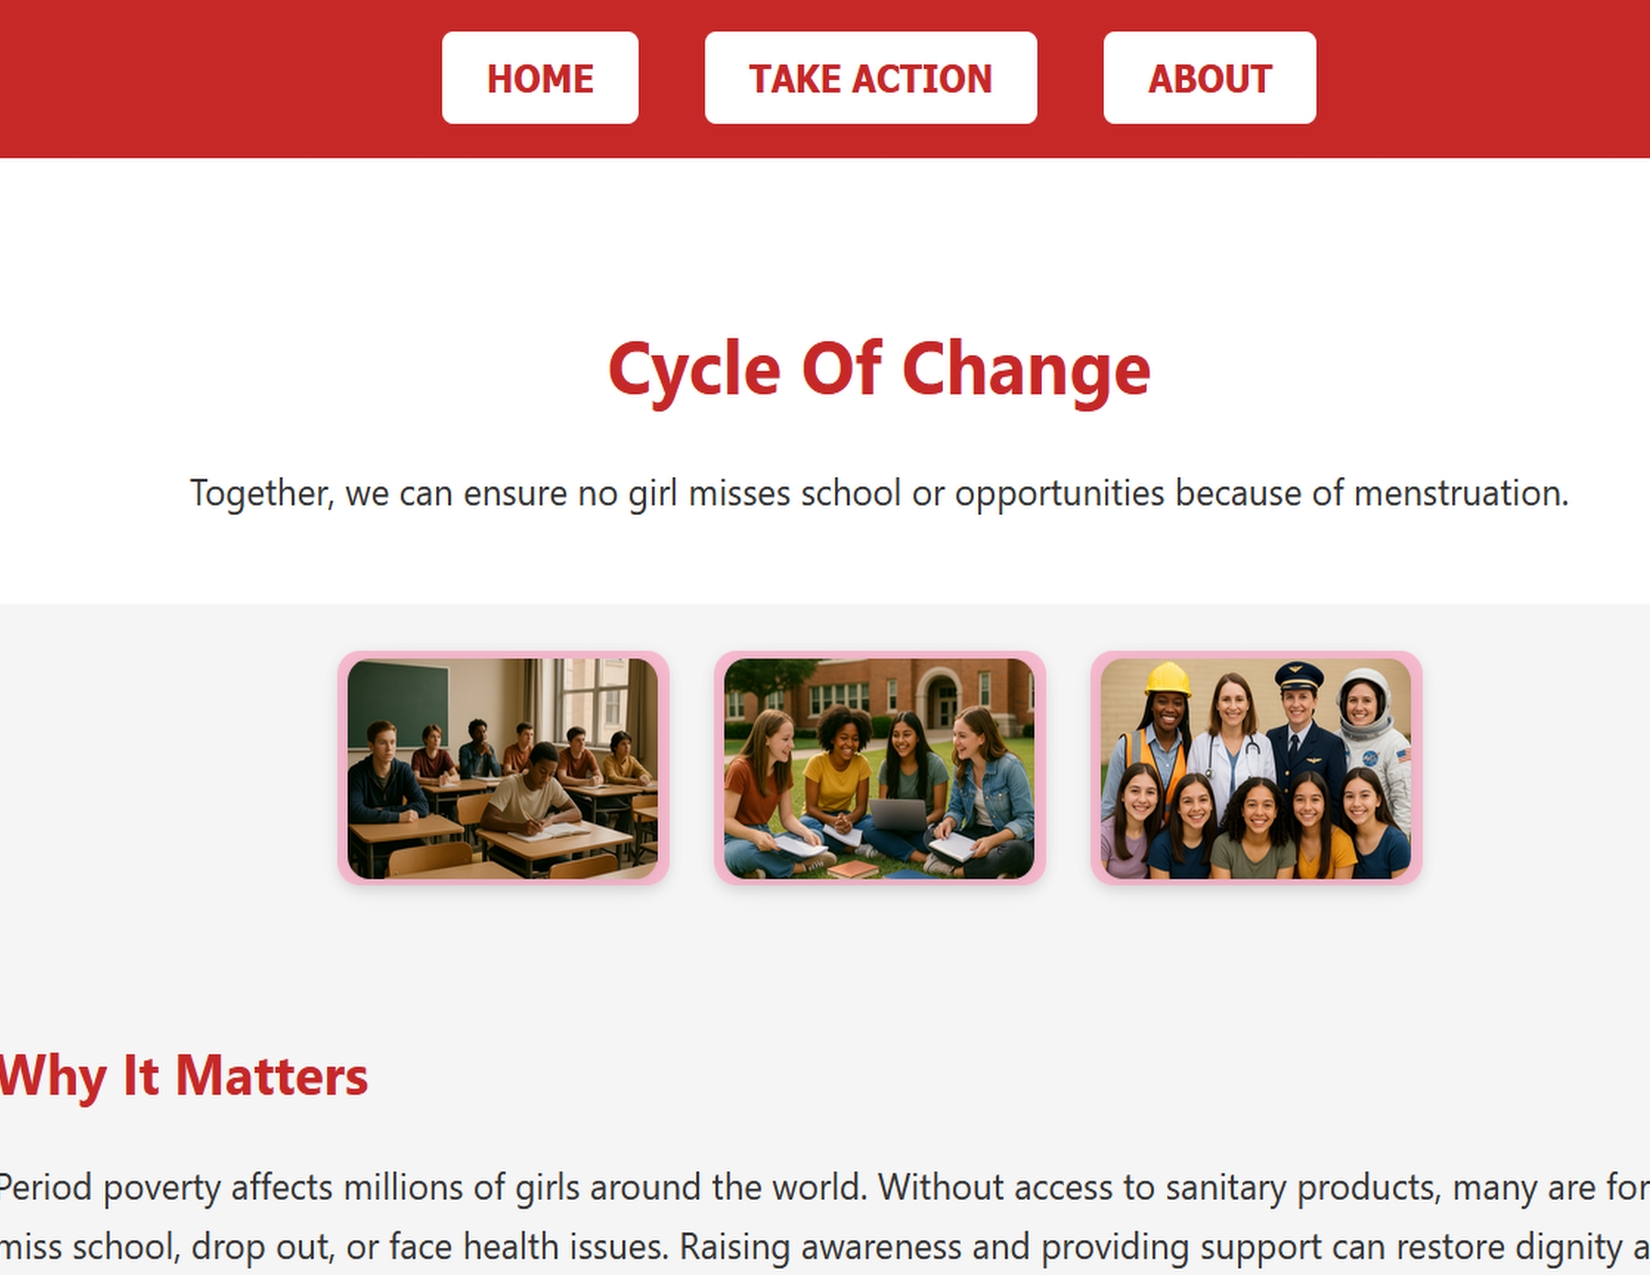 HOME
TAKE ACTION
ABOUT
Cycle Of Change
Together, we can ensure no girl misses school or opportunities because of menstruation.
Why It Matters
Period poverty affects millions of girls around the world. Without access to sanitary products, many are for
miss school, drop out, or face health issues. Raising awareness and providing support can restore dignity a